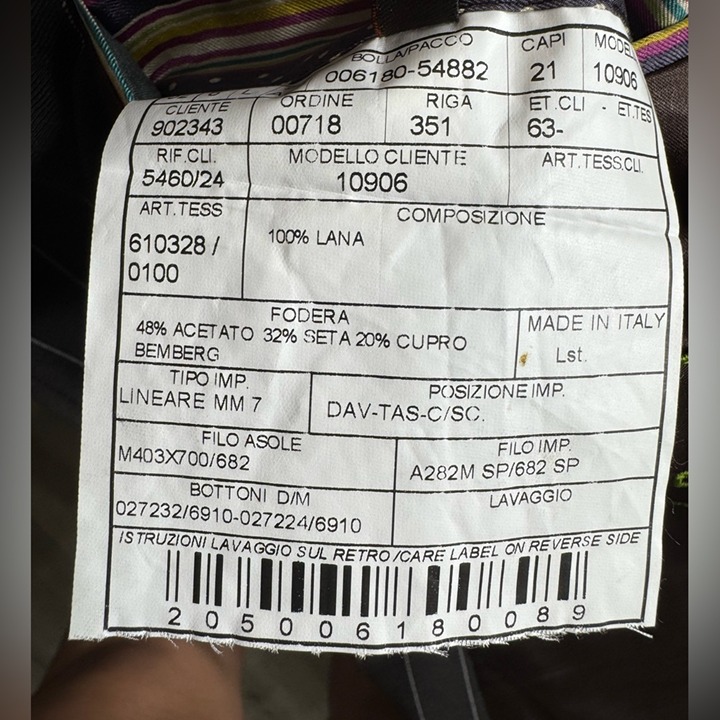 BOLLA/PACCO CAPI
006180-54882 21 10906
CLIENTE ORDINE RIGA ET.CLI - ET.TES
902343 00718 351 63-
RIF.CLI. MODELLO CLIENTE ART.TESS.CLI.
5460/24 10906
ART.TESS COMPOSIZIONE
610328 / 100% LANA
0100
FODERA MADE IN ITALY
48% ACETATO 32% SETA 20% CUPRO Lst.
BEMBERG
TIPO IMP. POSIZIONE IMP.
LINEARE MM 7 DAV-TAS-C/SC.
FILO ASOLE FILO IMP.
M403X700/682 A282M SP/682 SP
BOTTONI D/M LAVAGGIO
027232/6910-027224/6910
ISTRUZIONI LAVAGGIO SUL RETRO /CARE LABEL ON REVERSE SIDE
205006180089